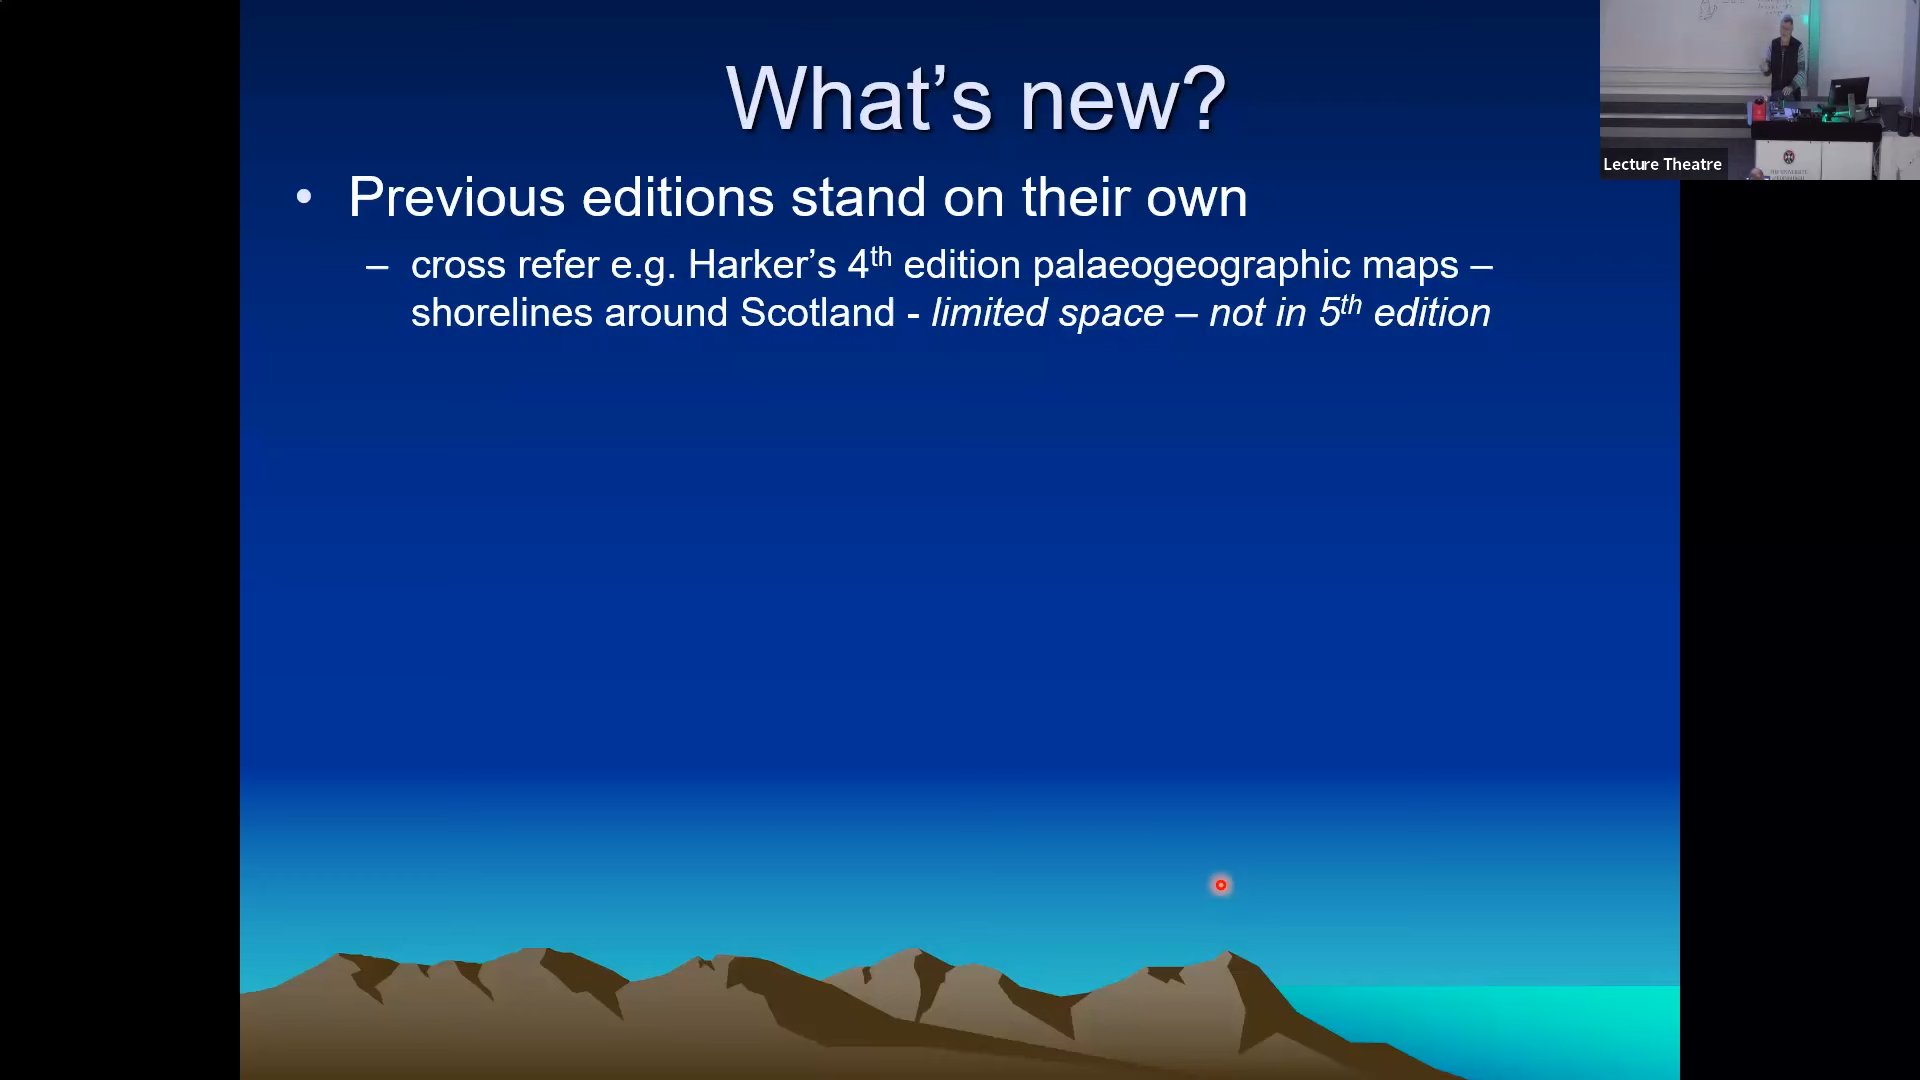 What’s new?
• Previous editions stand on their own
– cross refer e.g. Harker’s 4th edition palaeogeographic maps –
shorelines around Scotland - limited space – not in 5th edition
Lecture Theatre